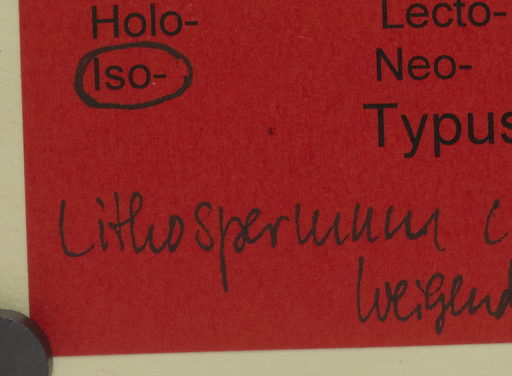 Holo- Lecto-
Iso- Neo-
Typus
Lithospermum c
Weigend